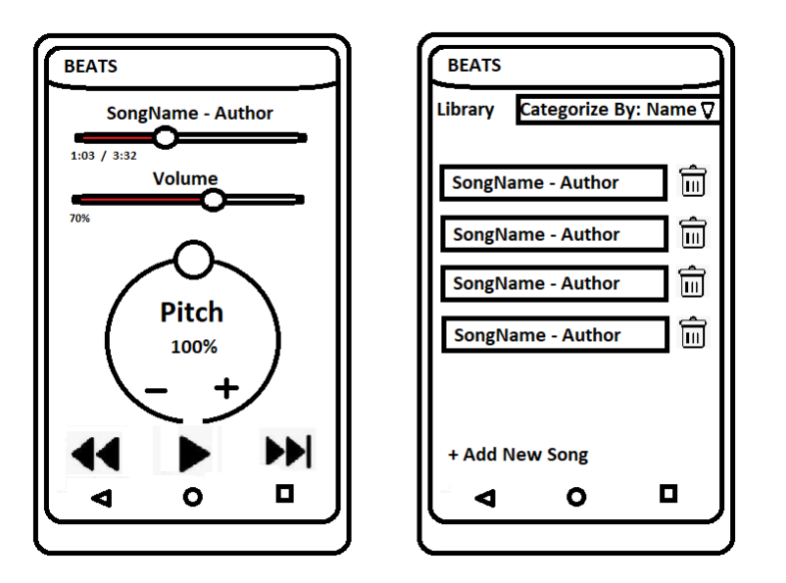 BEATS
SongName - Author
1:03 / 3:32
Volume
70%
Pitch
100%
− +
BEATS
Library Categorize By: Name
SongName - Author
SongName - Author
SongName - Author
SongName - Author
+ Add New Song